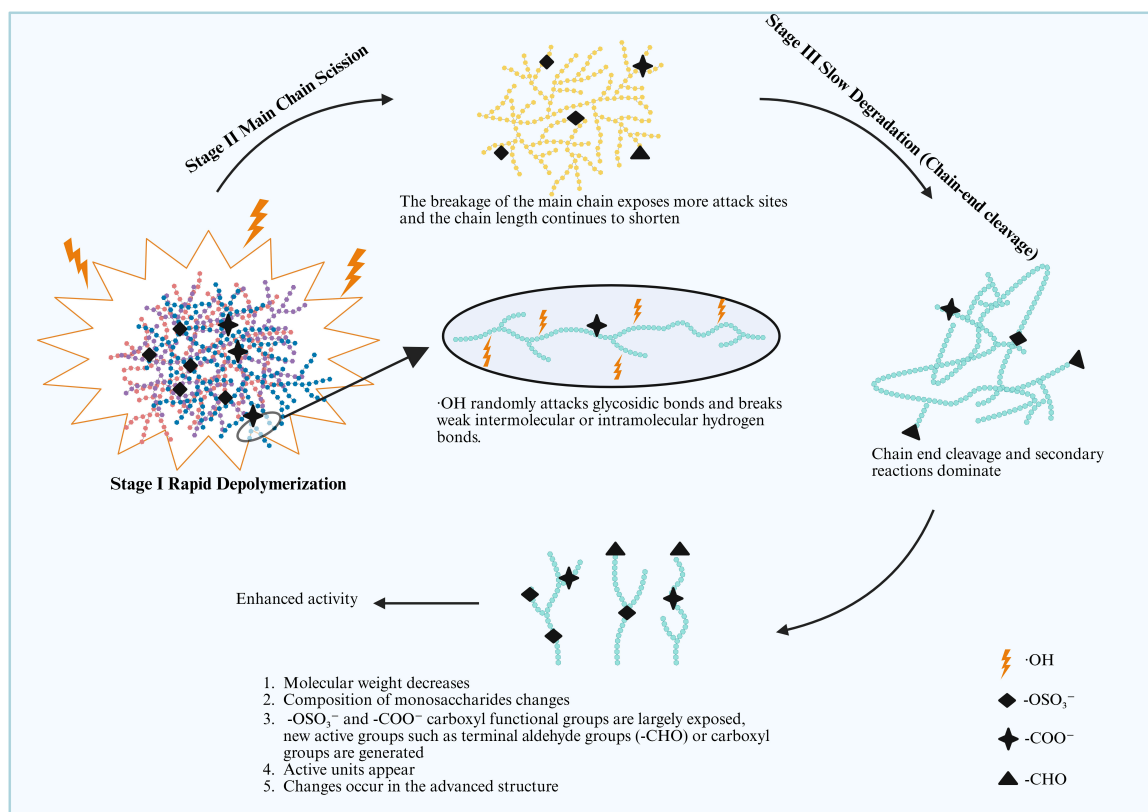 Stage II Main Chain Scission
Stage III Slow Degradation (Chain-end cleavage)
The breakage of the main chain exposes more attack sites
and the chain length continues to shorten
·OH randomly attacks glycosidic bonds and breaks
weak intermolecular or intramolecular hydrogen
bonds.
Stage I Rapid Depolymerization
Chain end cleavage and secondary
reactions dominate
Enhanced activity
1. Molecular weight decreases
2. Composition of monosaccharides changes
3. -OSO₃⁻ and -COO⁻ carboxyl functional groups are largely exposed,
new active groups such as terminal aldehyde groups (-CHO) or carboxyl
groups are generated
4. Active units appear
5. Changes occur in the advanced structure
·OH
-OSO₃⁻
-COO⁻
-CHO